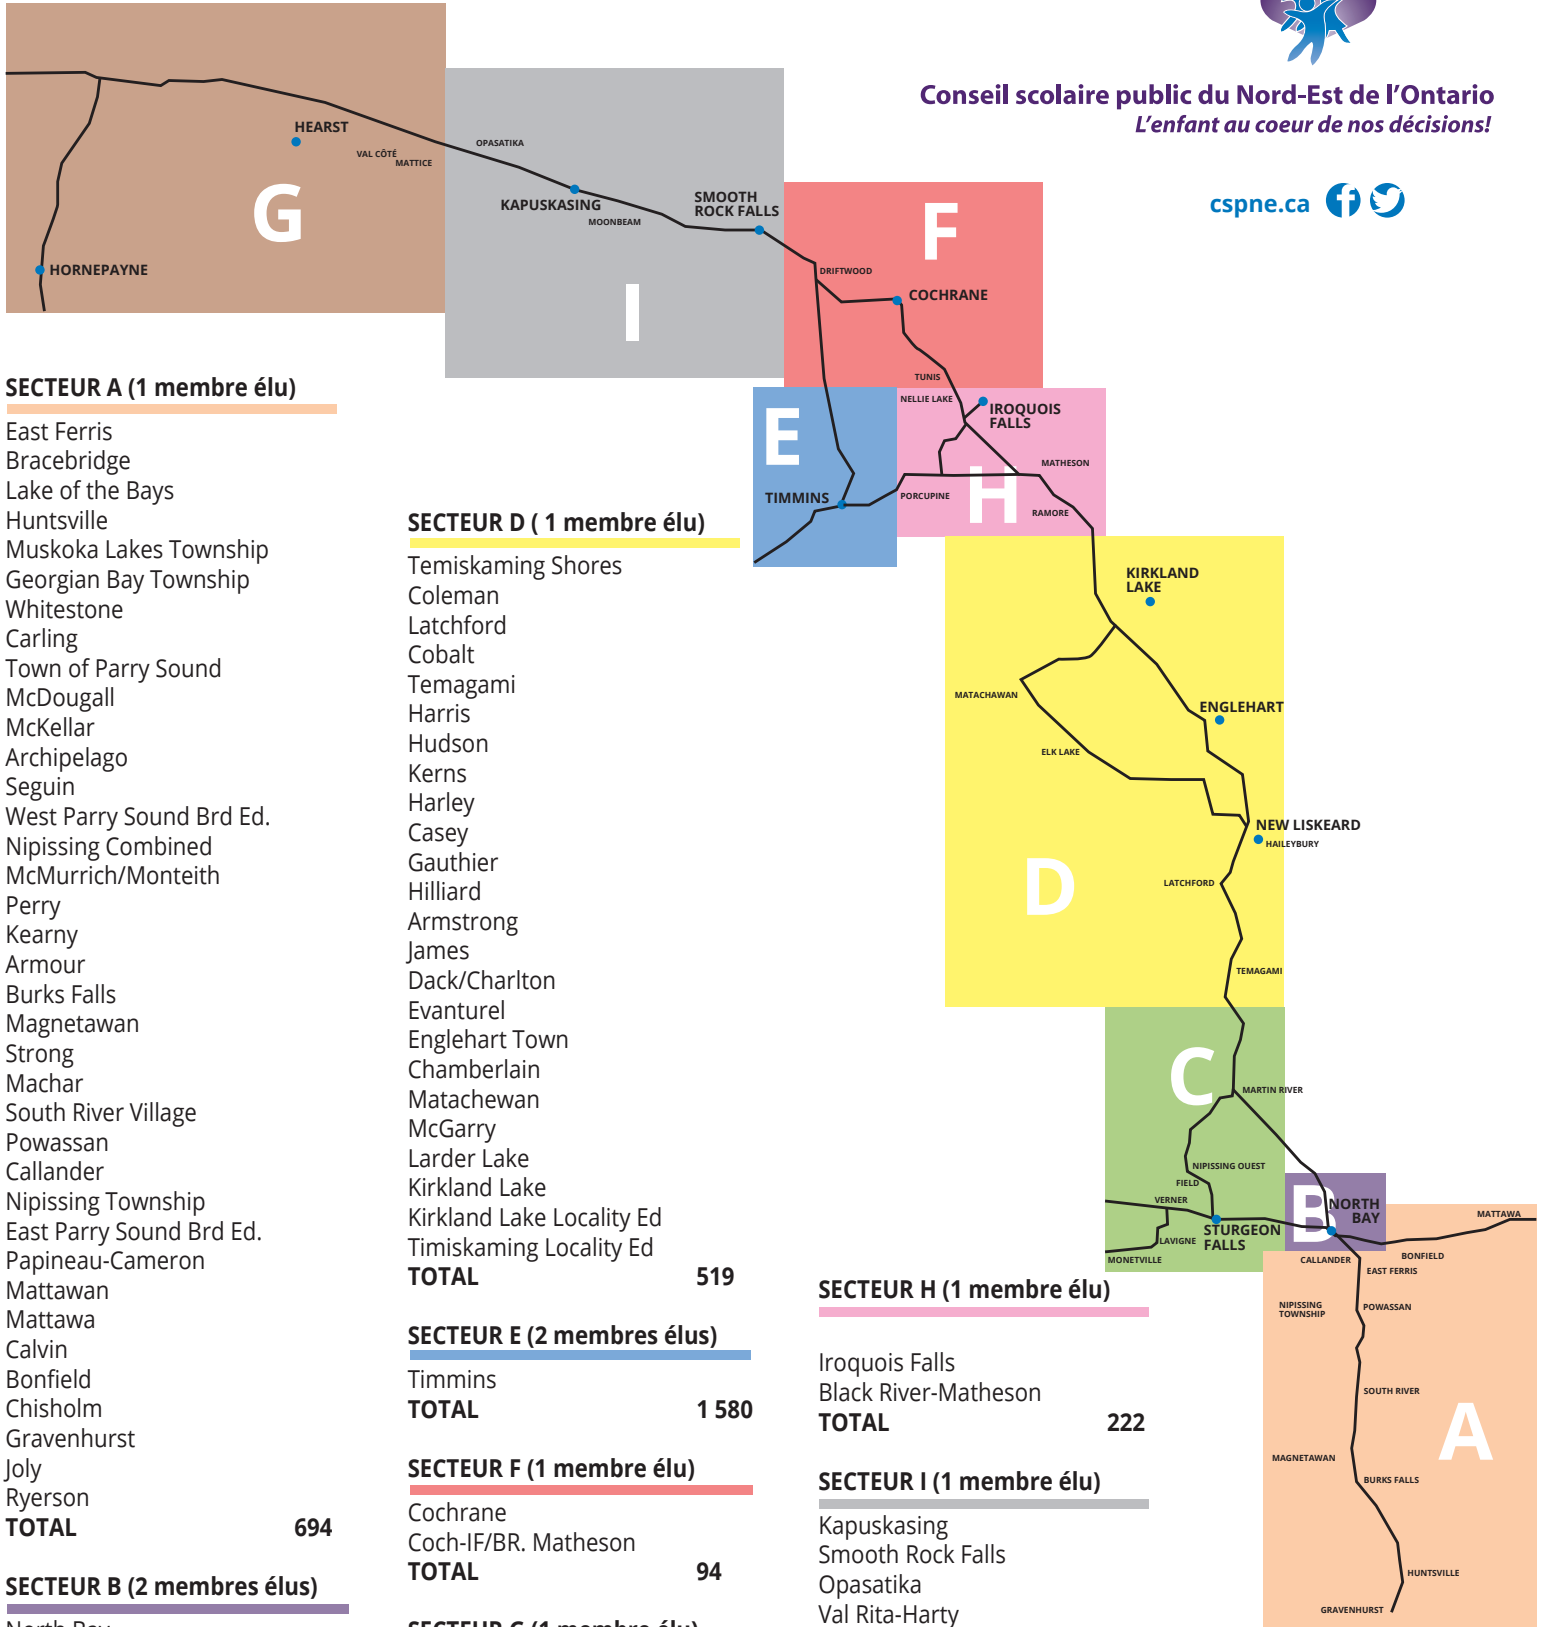 Conseil scolaire public du Nord-Est de l'Ontario
L'enfant au coeur de nos décisions!
cspne.ca
HEARST
VAL CÔTÉ
MATTICE
G
HORNEPAYNE
OPASATIKA
KAPUSKASING
MOONBEAM
SMOOTH
ROCK FALLS
I
F
DRIFTWOOD
COCHRANE
TUNIS
NELLIE LAKE
IROQUOIS
FALLS
E
TIMMINS
MATHESON
H
PORCUPINE
RAMORE
KIRKLAND
LAKE
MATACHAWAN
ENGLEHART
ELK LAKE
NEW LISKEARD
HAILEYBURY
D
LATCHFORD
TEMAGAMI
C
MARTIN RIVER
NIPISSING OUEST
FIELD
VERNER
LAVIGNE
STURGEON
FALLS
MONETVILLE
B
NORTH
BAY
MATTAWA
BONFIELD
CALLANDER
EAST FERRIS
NIPISSING
TOWNSHIP
POWASSAN
SOUTH RIVER
A
MAGNETAWAN
BURKS FALLS
HUNTSVILLE
GRAVENHURST
SECTEUR A (1 membre élu)
East Ferris
Bracebridge
Lake of the Bays
Huntsville
Muskoka Lakes Township
Georgian Bay Township
Whitestone
Carling
Town of Parry Sound
McDougall
McKellar
Archipelago
Seguin
West Parry Sound Brd Ed.
Nipissing Combined
McMurrich/Monteith
Perry
Kearny
Armour
Burks Falls
Magnetawan
Strong
Machar
South River Village
Powassan
Callander
Nipissing Township
East Parry Sound Brd Ed.
Papineau-Cameron
Mattawan
Mattawa
Calvin
Bonfield
Chisholm
Gravenhurst
Joly
Ryerson
TOTAL 694
SECTEUR B (2 membres élus)
North Bay
SECTEUR D ( 1 membre élu)
Temiskaming Shores
Coleman
Latchford
Cobalt
Temagami
Harris
Hudson
Kerns
Harley
Casey
Gauthier
Hilliard
Armstrong
James
Dack/Charlton
Evanturel
Englehart Town
Chamberlain
Matachewan
McGarry
Larder Lake
Kirkland Lake
Kirkland Lake Locality Ed
Timiskaming Locality Ed
TOTAL 519
SECTEUR E (2 membres élus)
Timmins
TOTAL 1 580
SECTEUR F (1 membre élu)
Cochrane
Coch-IF/BR. Matheson
TOTAL 94
SECTEUR G (1 membre élu)
SECTEUR H (1 membre élu)
Iroquois Falls
Black River-Matheson
TOTAL 222
SECTEUR I (1 membre élu)
Kapuskasing
Smooth Rock Falls
Opasatika
Val Rita-Harty